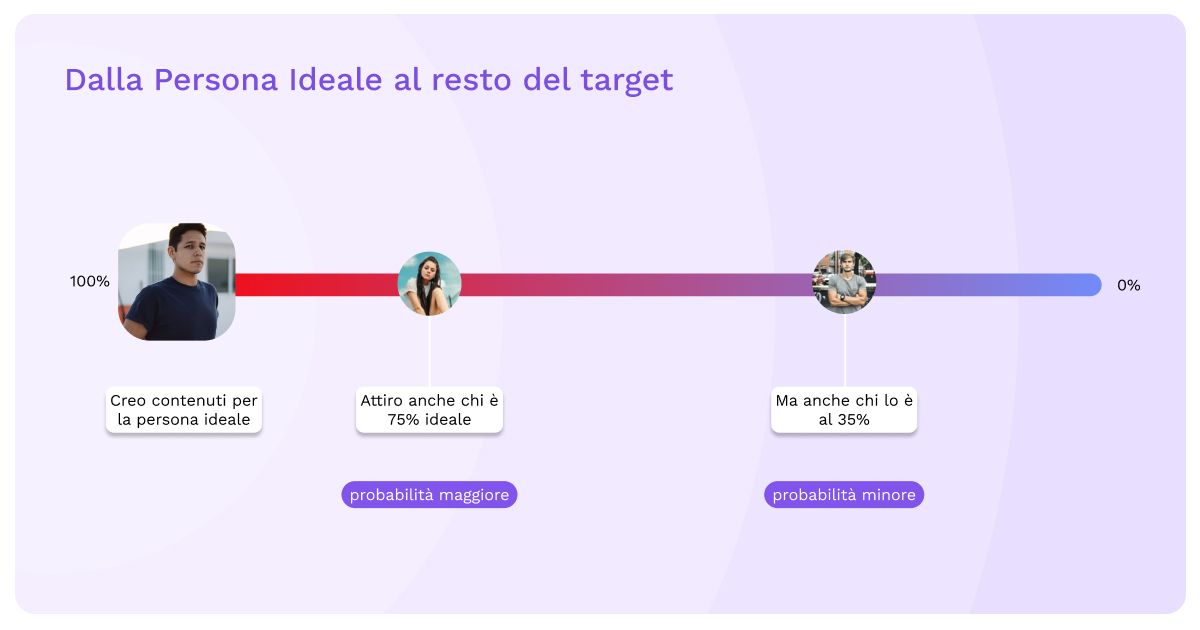 Dalla Persona Ideale al resto del target
100%
0%
Creo contenuti per
la persona ideale
Attiro anche chi è
75% ideale
Ma anche chi lo è
al 35%
probabilità maggiore
probabilità minore